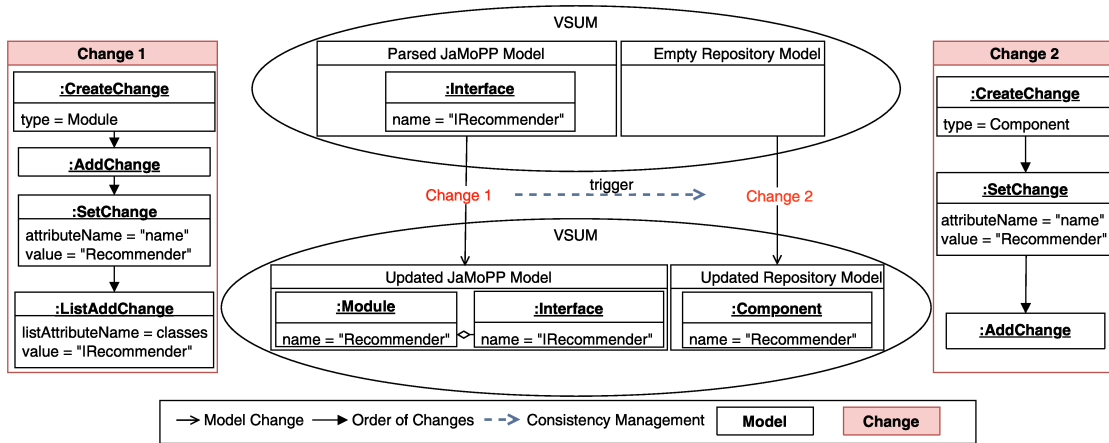 VSUM
Change 1
:CreateChange
type = Module
:AddChange
:SetChange
attributeName = "name"
value = "Recommender"
:ListAddChange
listAttributeName = classes
value = "IRecommender"
Parsed JaMoPP Model
:Interface
name = "IRecommender"
Empty Repository Model
Change 1
trigger
Change 2
VSUM
Updated JaMoPP Model
:Module
name = "Recommender"
:Interface
name = "IRecommender"
Updated Repository Model
:Component
name = "Recommender"
Change 2
:CreateChange
type = Component
:SetChange
attributeName = "name"
value = "Recommender"
:AddChange
Model Change
Order of Changes
Consistency Management
Model
Change